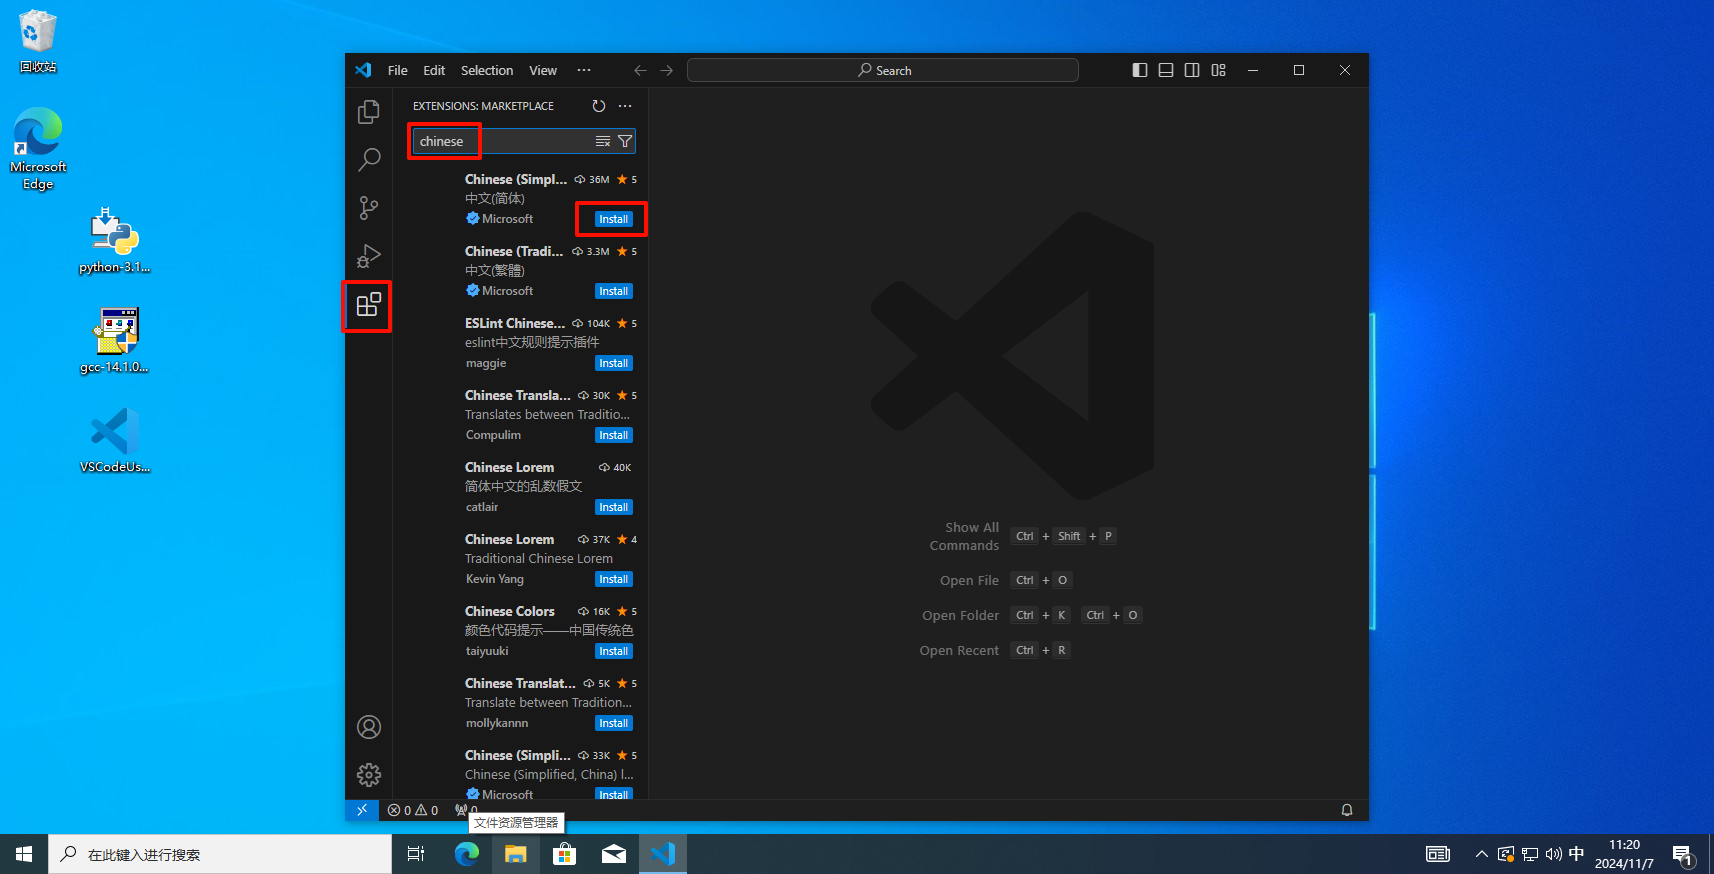 回收站
Microsoft
Edge
python-3.1...
gcc-14.1.0...
VSCodeUs...
File Edit Selection View ···
Search
EXTENSIONS: MARKETPLACE
chinese
Chinese (Simpl... 36M ★ 5
中文(简体)
Microsoft Install
Chinese (Tradi... 3.3M ★ 5
中文(繁體)
Microsoft Install
ESLint Chinese... 104K ★ 5
eslint中文规则提示插件
maggie Install
Chinese Transla... 30K ★ 5
Translates between Traditio...
Compulim Install
Chinese Lorem 40K
简体中文的乱数假文
catlair Install
Chinese Lorem 37K ★ 4
Traditional Chinese Lorem
Kevin Yang Install
Chinese Colors 16K ★ 5
颜色代码提示——中国传统色
taiyuuki Install
Chinese Translat... 5K ★ 5
Translate between Tradition...
mollykannn Install
Chinese (Simpli... 33K ★ 5
Chinese (Simplified, China) l...
Microsoft Install
Show All
Commands Ctrl + Shift + P
Open File Ctrl + O
Open Folder Ctrl + K Ctrl + O
Open Recent Ctrl + R
0 0 0
文件资源管理器
在此键入进行搜索
中
11:20
2024/11/7
1